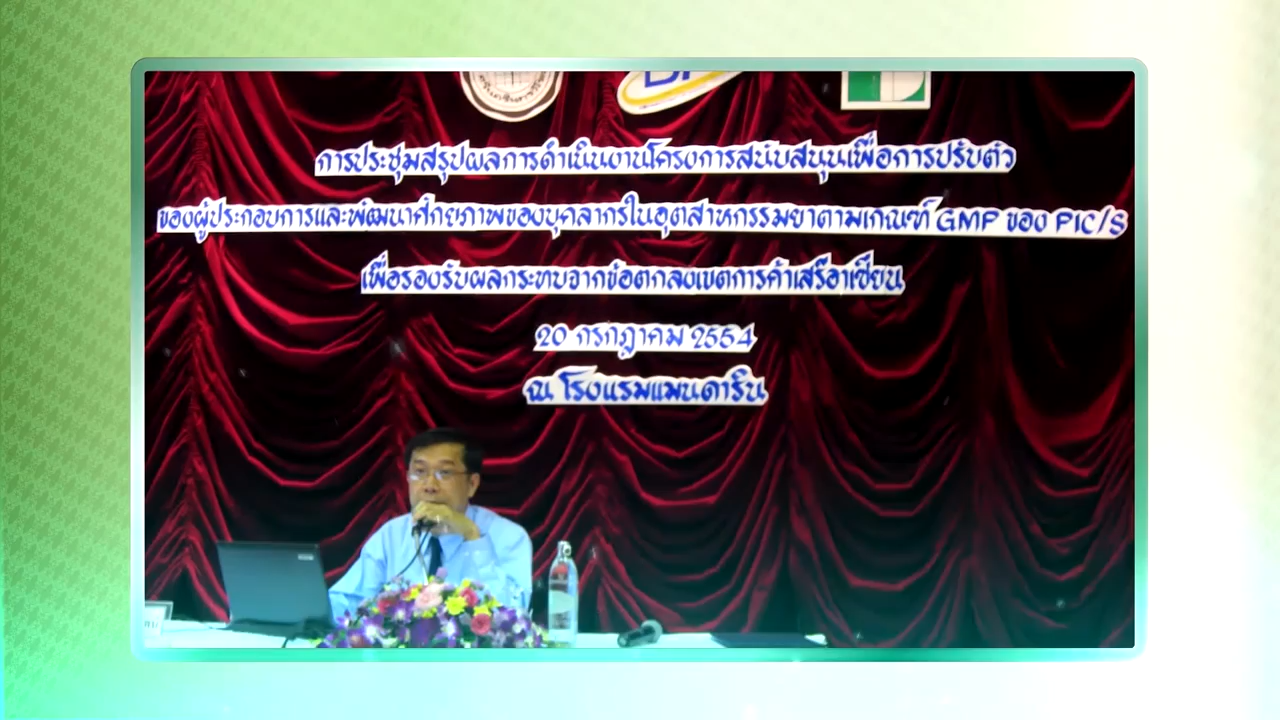 การประชุมสรุปผลการดำเนินงานโครงการสนับสนุนเพื่อการปรับตัว
ของผู้ประกอบการและพัฒนาศักยภาพของบุคลากรในอุตสาหกรรมยาตามเกณฑ์ GMP ของ PIC/S
เพื่อรองรับผลกระทบจากข้อตกลงเขตการค้าเสรีอาเซียน
20 กรกฎาคม 2554
ณ โรงแรมแมนดาริน